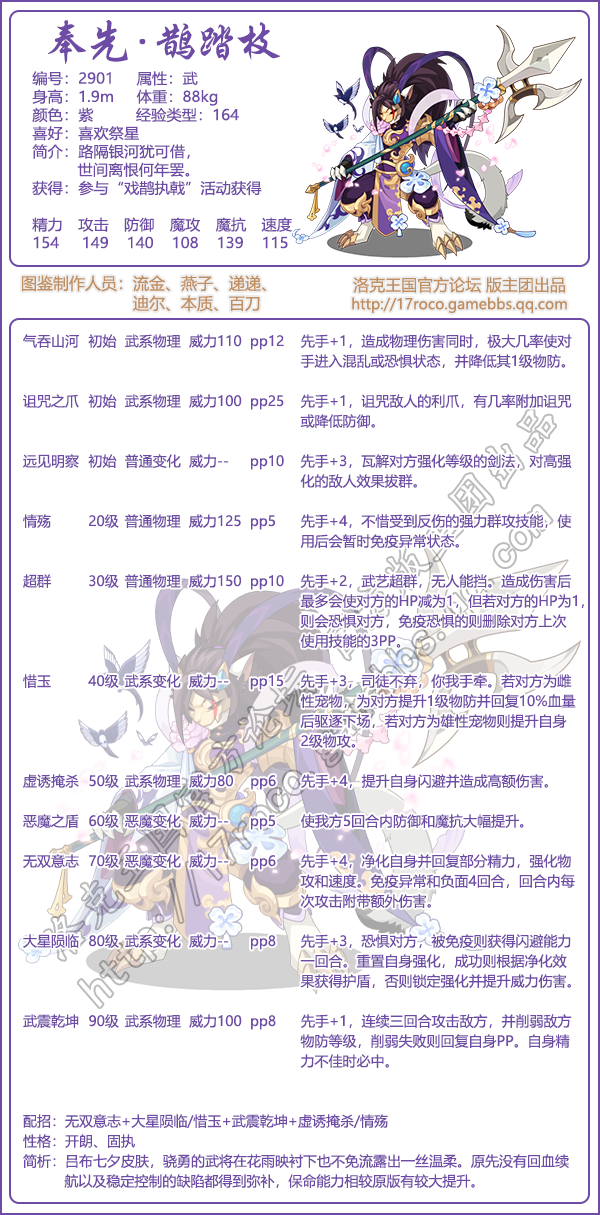 奉先·鹊踏枝
编号：2901 属性：武
身高：1.9m 体重：88kg
颜色：紫 经验类型：164
喜好：喜欢祭星
简介：路隔银河犹可借，
世间离恨何年罢。
获得：参与“戏鹊执戟”活动获得
精力 攻击 防御 魔攻 魔抗 速度
154 149 140 108 139 115
图鉴制作人员：流金、燕子、递递、
迪尔、本质、百刀
洛克王国官方论坛 版主团出品
http://17roco.gamebbs.qq.com
气吞山河 初始 武系物理 威力110 pp12 先手+1，造成物理伤害同时，极大几率使对
手进入混乱或恐惧状态，并降低其1级物防。
诅咒之爪 初始 武系物理 威力100 pp25 先手+1，诅咒敌人的利爪，有几率附加诅咒
或降低防御。
远见明察 初始 普通变化 威力-- pp10 先手+3，瓦解对方强化等级的剑法，对高强
化的敌人效果拔群。
情殇 20级 普通物理 威力125 pp5 先手+4，不惜受到反伤的强力群攻技能，使
用后会暂时免疫异常状态。
超群 30级 普通物理 威力150 pp10 先手+2，武艺超群，无人能挡。造成伤害后
最多会使对方的HP减为1，但若对方的HP为1，
则会恐惧对方，免疫恐惧的则删除对方上次
使用技能的3PP。
惜玉 40级 武系变化 威力-- pp15 先手+3，司徒不弃，你我手牵。若对方为雌
性宠物，为对方提升1级物防并回复10%血量
后驱逐下场，若对方为雄性宠物则提升自身
2级物攻。
虚诱掩杀 50级 武系物理 威力80 pp6 先手+4，提升自身闪避并造成高额伤害。
恶魔之盾 60级 恶魔变化 威力-- pp5 使我方5回合内防御和魔抗大幅提升。
无双意志 70级 恶魔变化 威力-- pp6 先手+4，净化自身并回复部分精力，强化物
攻和速度。免疫异常和负面4回合，回合内每
次攻击附带额外伤害。
大星陨临 80级 武系变化 威力-- pp8 先手+3，恐惧对方，被免疫则获得闪避能力
一回合。重置自身强化，成功则根据净化效
果获得护盾，否则锁定强化并提升威力伤害。
武震乾坤 90级 武系物理 威力100 pp8 先手+1，连续三回合攻击敌方，并削弱敌方
物防等级，削弱失败则回复自身PP。自身精
力不佳时必中。
配招：无双意志+大星陨临/惜玉+武震乾坤+虚诱掩杀/情殇
性格：开朗、固执
简析：吕布七夕皮肤，骁勇的武将在花雨映衬下也不免流露出一丝温柔。原先没有回血续
航以及稳定控制的缺陷都得到弥补，保命能力相较原版有较大提升。